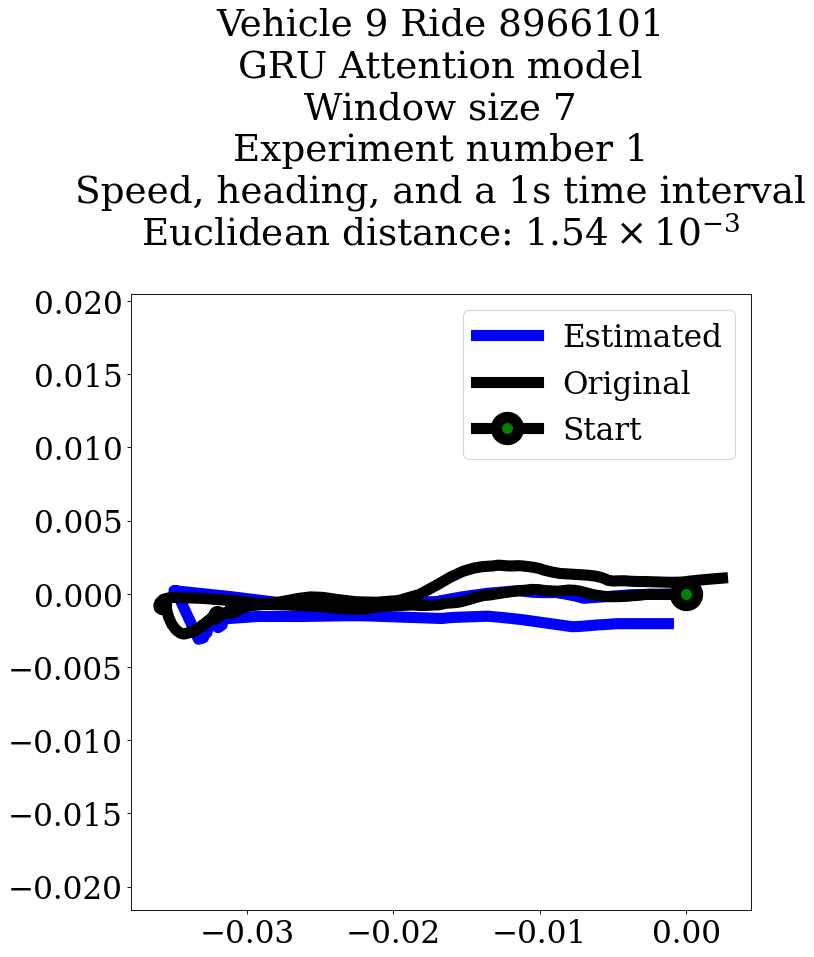 Vehicle 9 Ride 8966101
GRU Attention model
Window size 7
Experiment number 1
Speed, heading, and a 1s time interval
Euclidean distance: 1.54 × 10⁻³
Estimated
Original
Start
0.020
0.015
0.010
0.005
0.000
−0.005
−0.010
−0.015
−0.020
−0.03 −0.02 −0.01 0.00